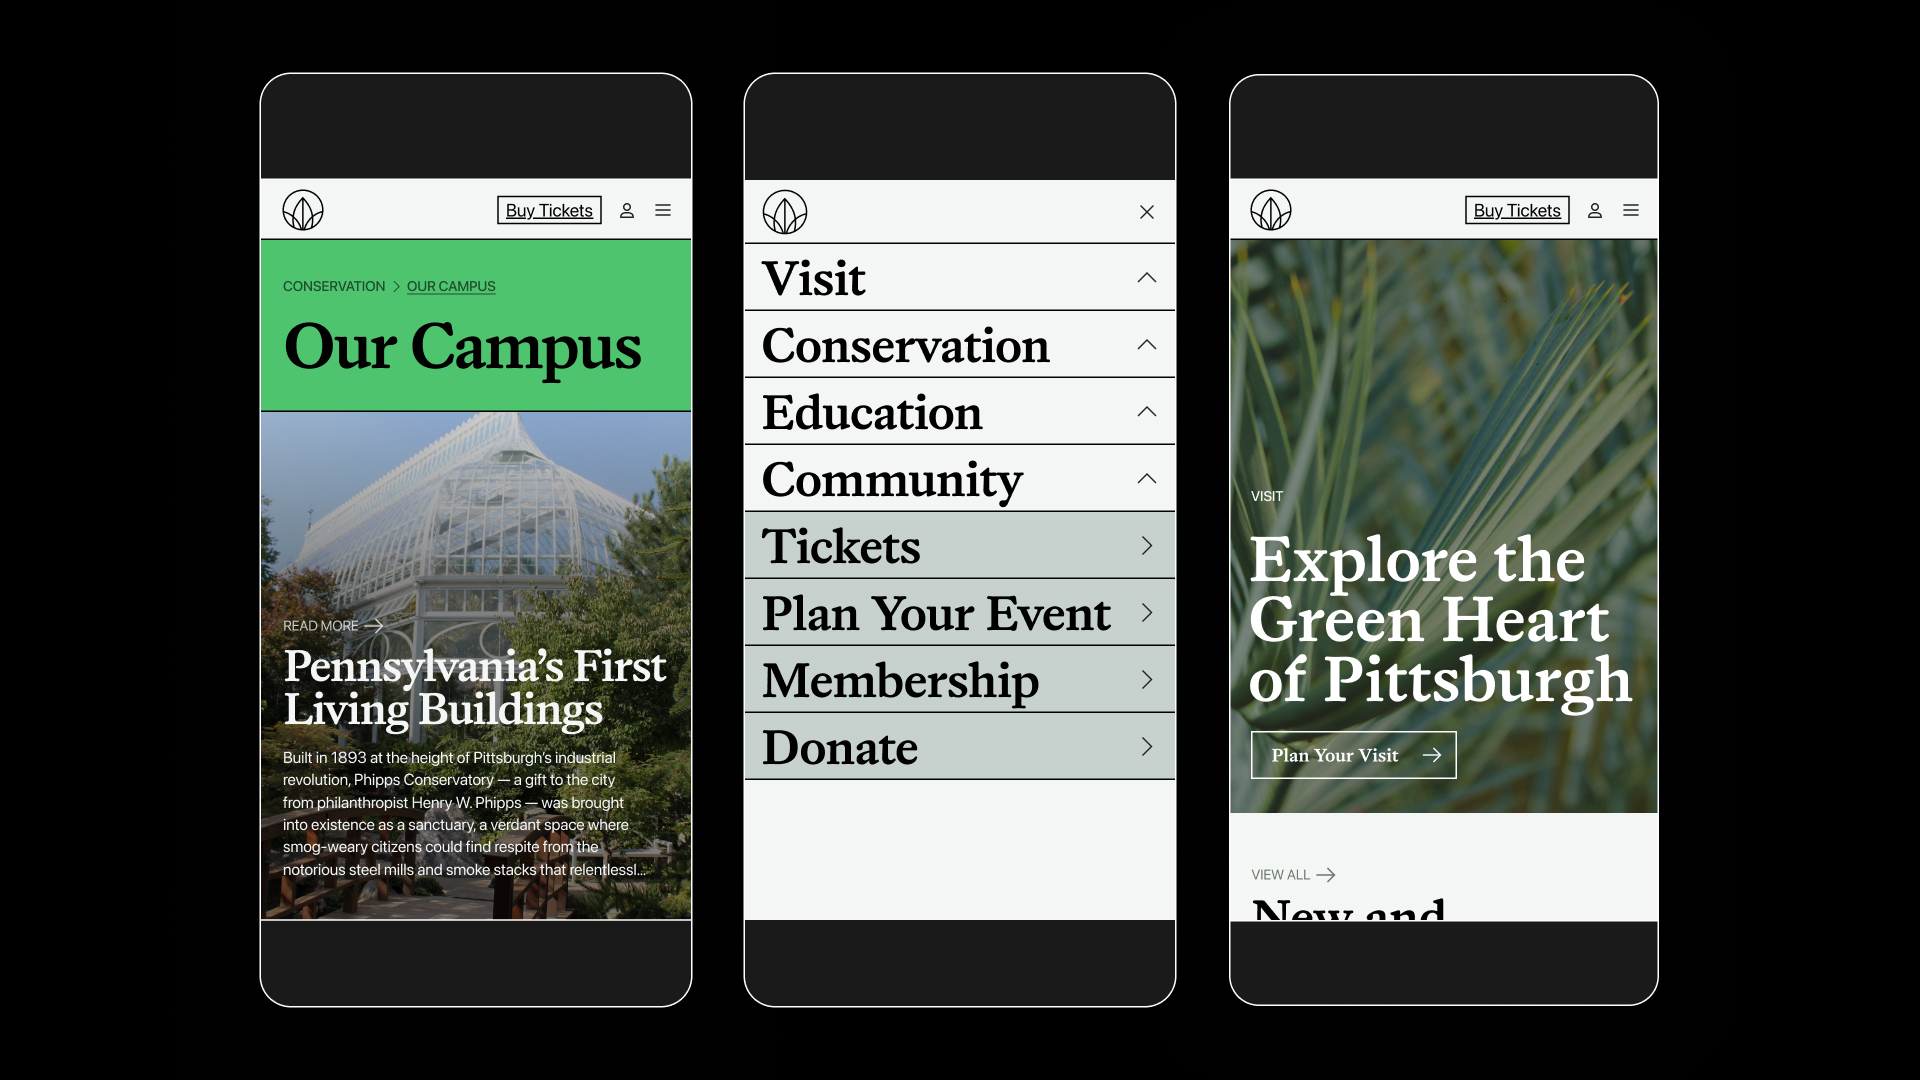 Buy Tickets
CONSERVATION > OUR CAMPUS
Our Campus
READ MORE →
Pennsylvania’s First
Living Buildings
Built in 1893 at the height of Pittsburgh’s industrial
revolution, Phipps Conservatory — a gift to the city
from philanthropist Henry W. Phipps — was brought
into existence as a sanctuary, a verdant space where
smog-weary citizens could find respite from the
notorious steel mills and smoke stacks that relentlessl...
Visit
Conservation
Education
Community
Tickets
Plan Your Event
Membership
Donate
Buy Tickets
VISIT
Explore the
Green Heart
of Pittsburgh
Plan Your Visit →
VIEW ALL →
New and